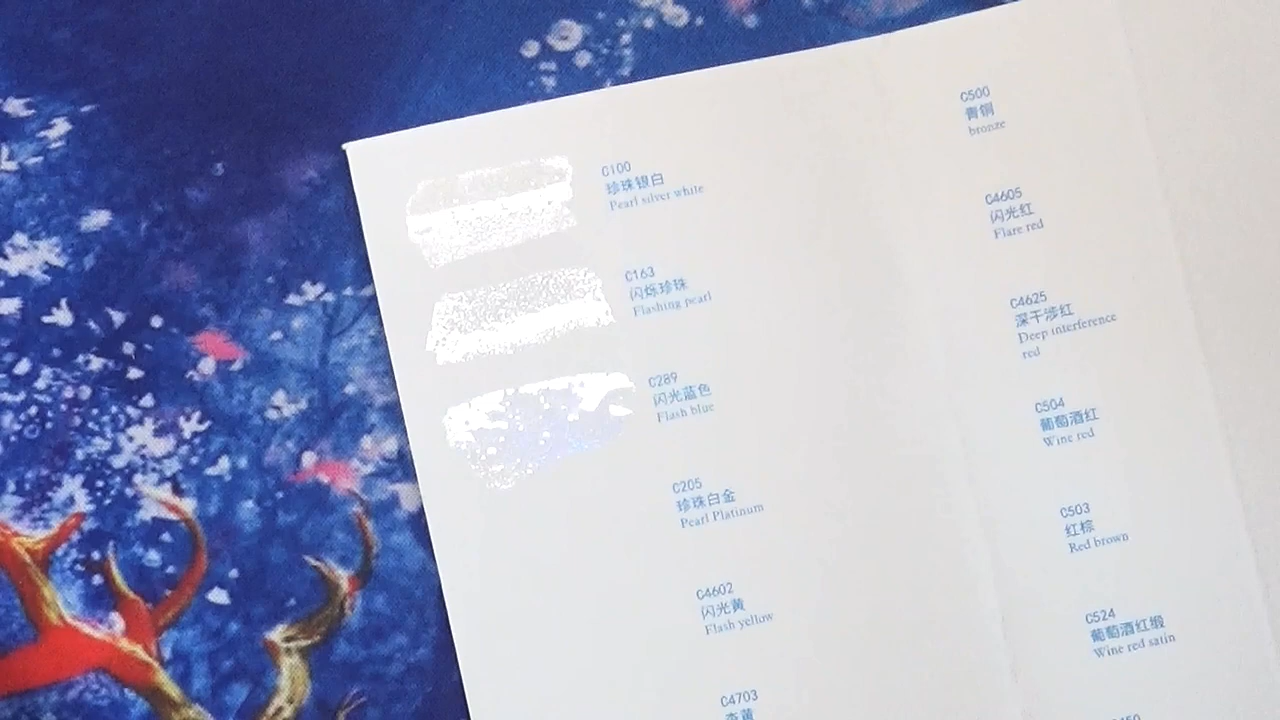 C100
珍珠银白
Pearl silver white
C163
闪烁珍珠
Flashing pearl
C289
闪光蓝色
Flash blue
C205
珍珠白金
Pearl Platinum
C4602
闪光黄
Flash yellow
C4703
杏黄
C500
青铜
bronze
C4605
闪光红
Flare red
C4625
深干涉红
Deep interference
red
C504
葡萄酒红
Wine red
C503
红棕
Red brown
C524
葡萄酒红缎
Wine red satin